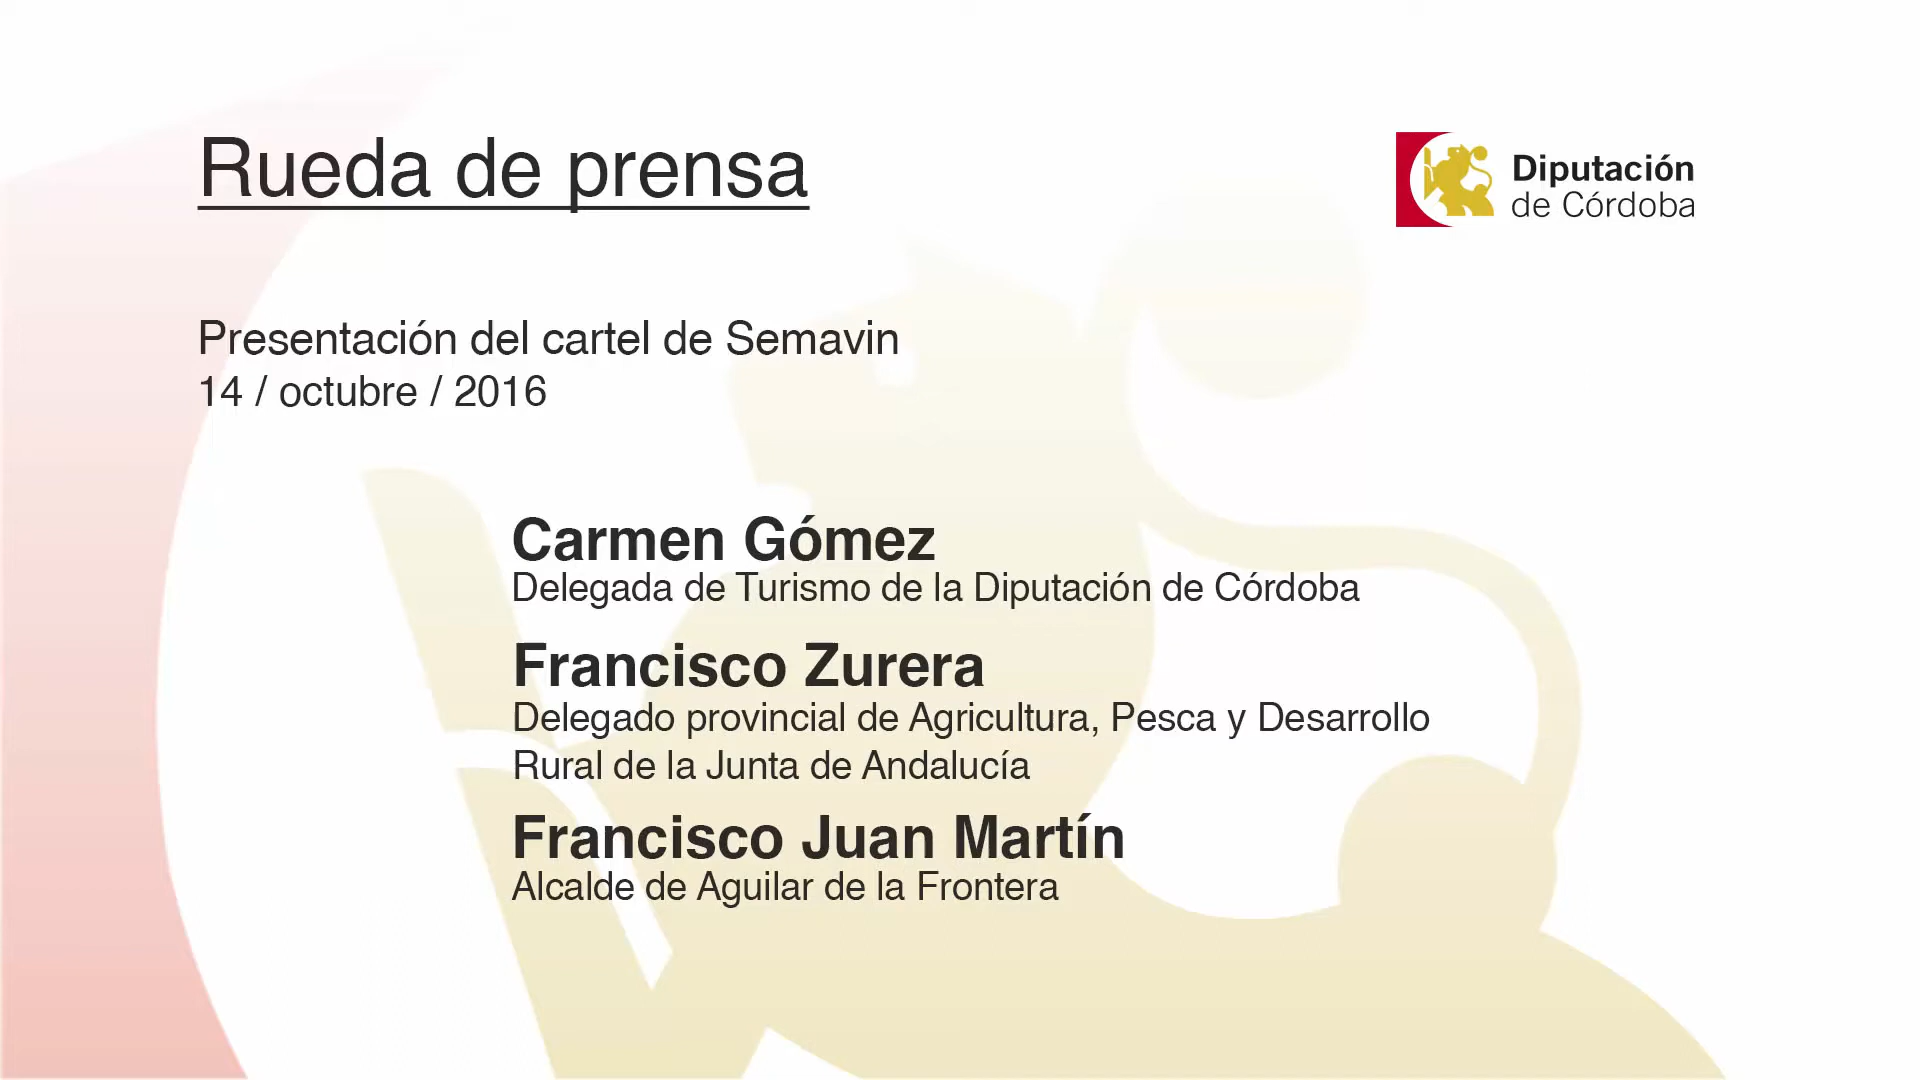 Rueda de prensa
Diputación
de Córdoba
Presentación del cartel de Semavin
14 / octubre / 2016
Carmen Gómez
Delegada de Turismo de la Diputación de Córdoba
Francisco Zurera
Delegado provincial de Agricultura, Pesca y Desarrollo
Rural de la Junta de Andalucía
Francisco Juan Martín
Alcalde de Aguilar de la Frontera